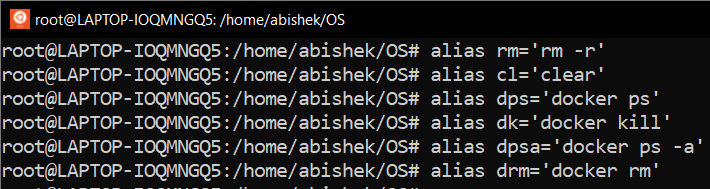 root@LAPTOP-IOQMNGQ5: /home/abishek/OS
root@LAPTOP-IOQMNGQ5:/home/abishek/OS# alias rm='rm -r'
root@LAPTOP-IOQMNGQ5:/home/abishek/OS# alias cl='clear'
root@LAPTOP-IOQMNGQ5:/home/abishek/OS# alias dps='docker ps'
root@LAPTOP-IOQMNGQ5:/home/abishek/OS# alias dk='docker kill'
root@LAPTOP-IOQMNGQ5:/home/abishek/OS# alias dpsa='docker ps -a'
root@LAPTOP-IOQMNGQ5:/home/abishek/OS# alias drm='docker rm'